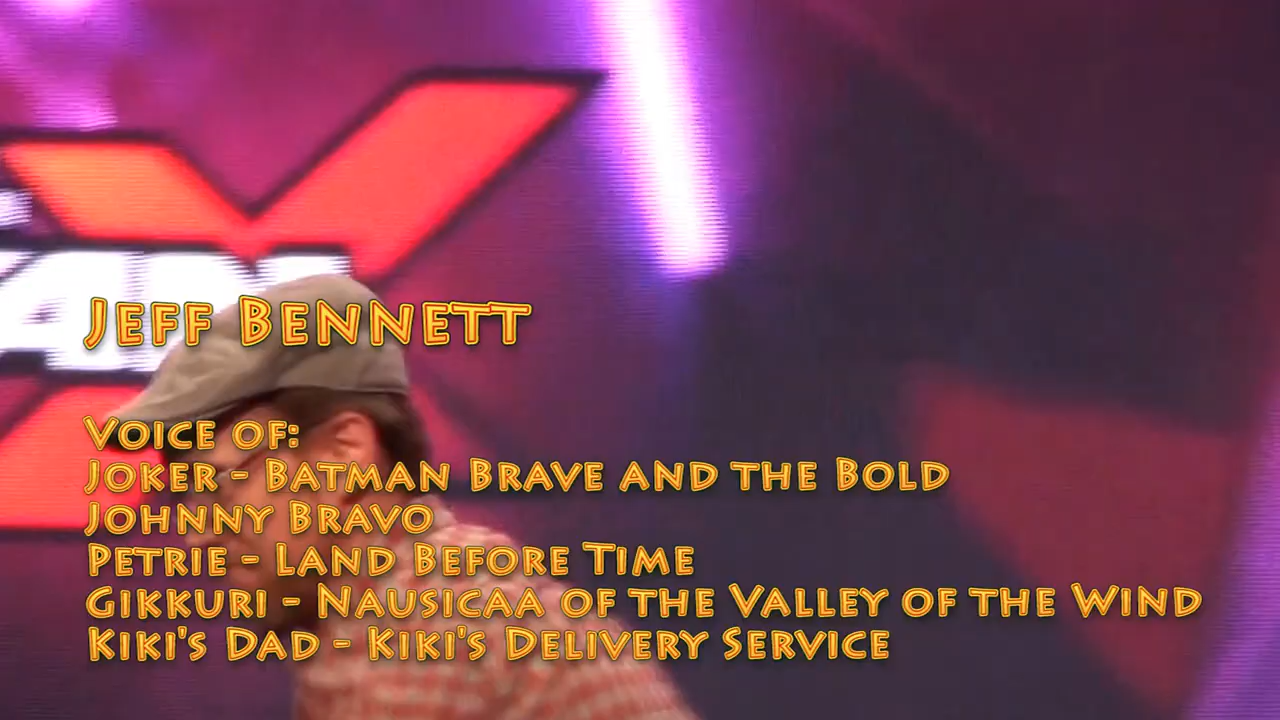 Jeff Bennett
Voice of:
Joker - Batman Brave and the Bold
Johnny Bravo
Petrie - Land Before Time
Gikkuri - Nausicaa of the Valley of the Wind
Kiki's Dad - Kiki's Delivery Service